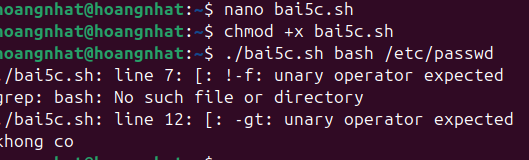 hoangnhat@hoangnhat:~$ nano bai5c.sh
hoangnhat@hoangnhat:~$ chmod +x bai5c.sh
hoangnhat@hoangnhat:~$ ./bai5c.sh bash /etc/passwd
./bai5c.sh: line 7: [: !-f: unary operator expected
grep: bash: No such file or directory
./bai5c.sh: line 12: [: -gt: unary operator expected
khong co